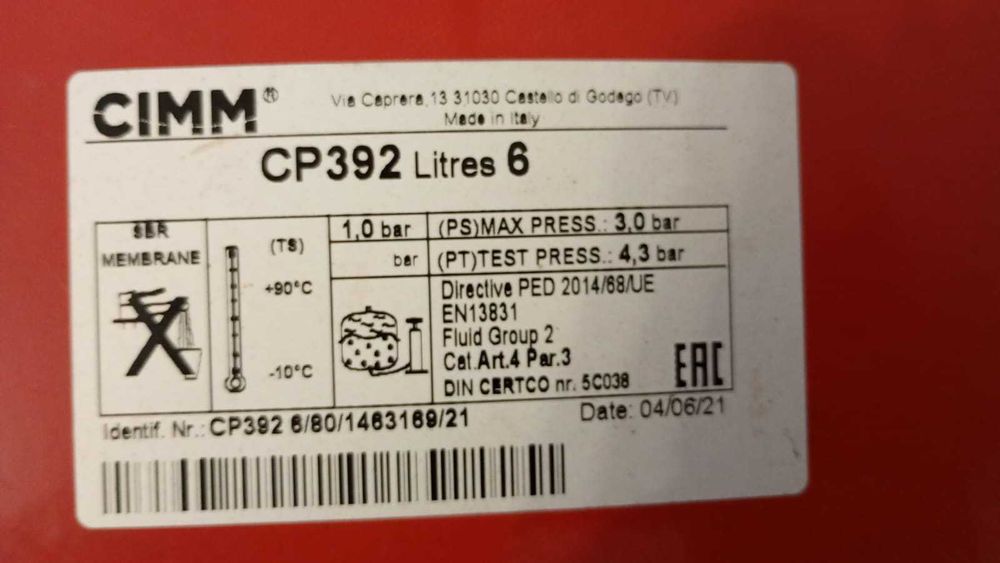 CIMM®
Via Caprera, 13 31030 Castello di Godego (TV)
Made in Italy
CP392 Litres 6
SBR
MEMBRANE
(TS)
+90°C
-10°C
1,0 bar
bar
(PS)MAX PRESS.: 3,0 bar
(PT)TEST PRESS.: 4,3 bar
Directive PED 2014/68/UE
EN13831
Fluid Group 2
Cat.Art.4 Par.3
DIN CERTCO nr. 5C038
EAC
Identif. Nr.: CP392 6/80/1463169/21
Date: 04/06/21